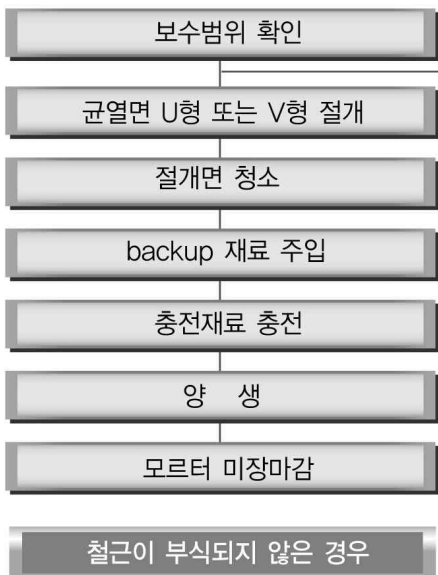 보수범위 확인
균열면 U형 또는 V형 절개
절개면 청소
backup 재료 주입
충전재료 충전
양 생
모르터 미장마감
철근이 부식되지 않은 경우